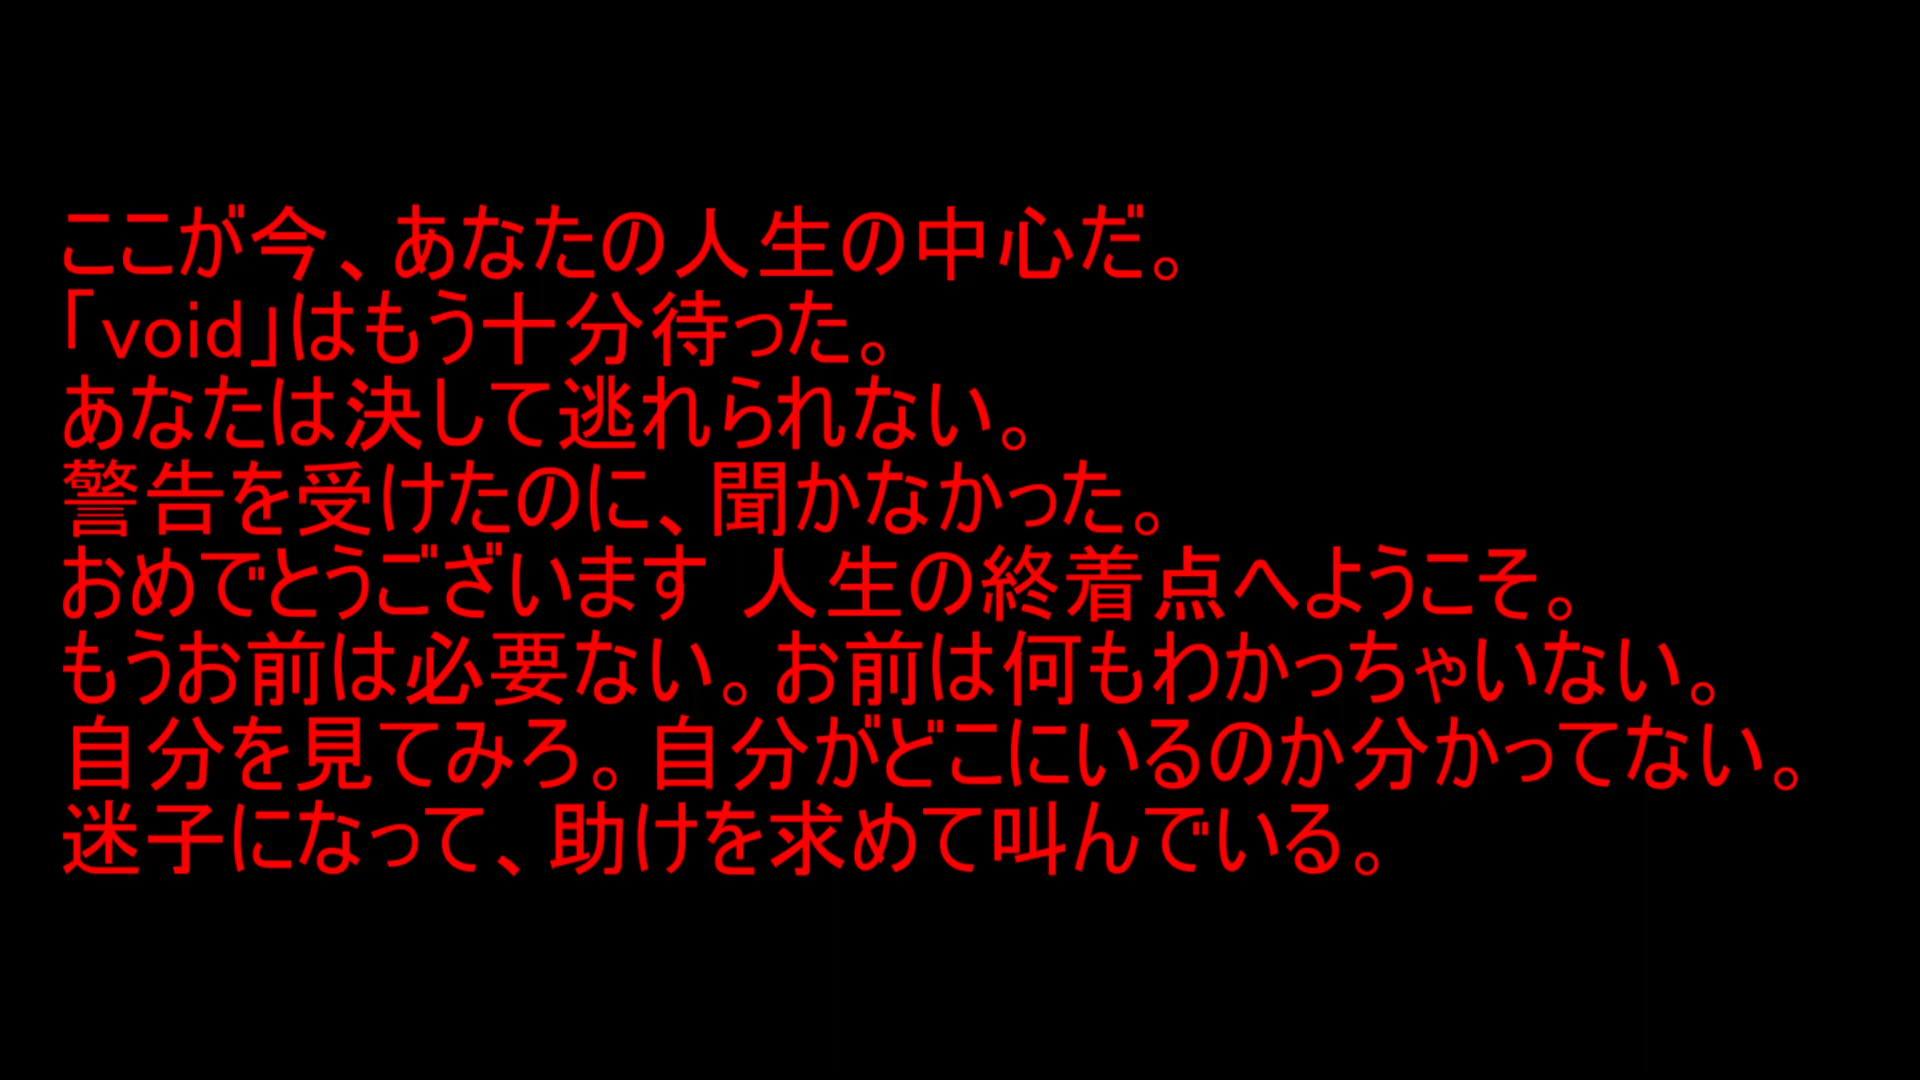 ここが今、あなたの人生の中心だ。
「void」はもう十分待った。
あなたは決して逃れられない。
警告を受けたのに、聞かなかった。
おめでとうございます 人生の終着点へようこそ。
もうお前は必要ない。お前は何もわかっちゃいない。
自分を見てみろ。自分がどこにいるのか分かってない。
迷子になって、助けを求めて叫んでいる。